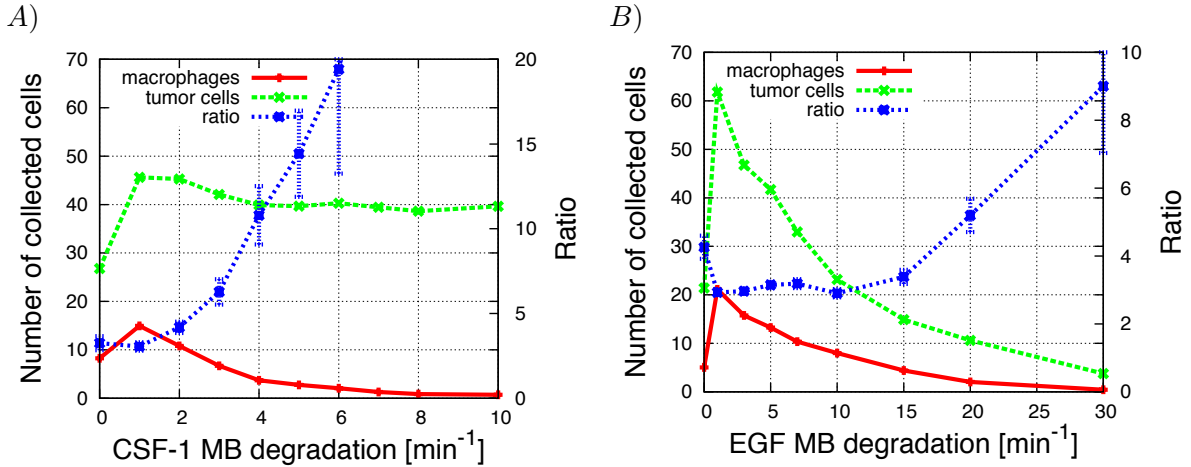 A)
70
60
50
40
30
20
10
0
Number of collected cells
macrophages
tumor cells
ratio
20
15
10
5
0
Ratio
0 2 4 6 8 10
CSF-1 MB degradation [min⁻¹]
B)
70
60
50
40
30
20
10
0
Number of collected cells
macrophages
tumor cells
ratio
10
8
6
4
2
0
Ratio
0 5 10 15 20 25 30
EGF MB degradation [min⁻¹]